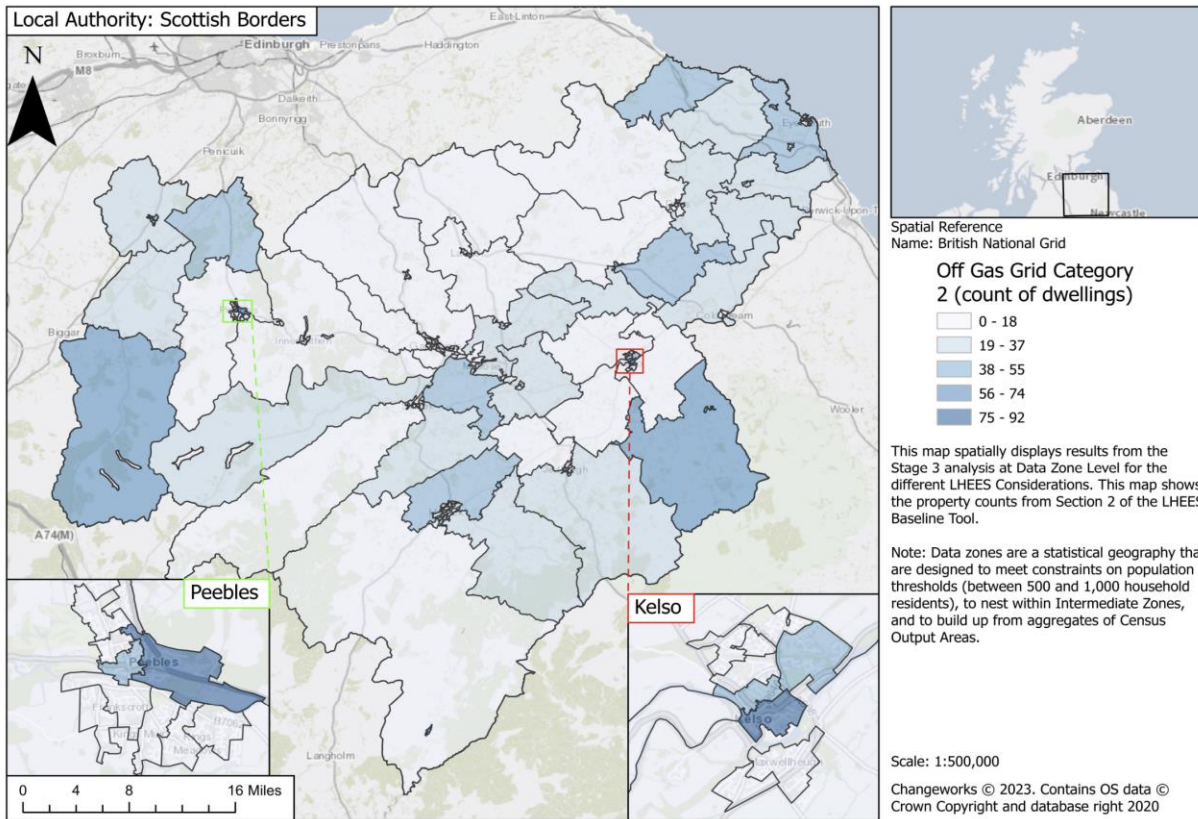 Local Authority: Scottish Borders
N
Broxburn
Edinburgh
Prestonpans
East-Linton
Haddington
M8
Dalkeith
Bonnyrigg
Penicuik
Biggar
Wooler
A74(M)
Langholm
Peebles
Kelso
Peebles
Kelso
0 4 8 16 Miles
Aberdeen
Edinburgh
Newcastle
Spatial Reference
Name: British National Grid
Off Gas Grid Category
2 (count of dwellings)
0 - 18
19 - 37
38 - 55
56 - 74
75 - 92
This map spatially displays results from the
Stage 3 analysis at Data Zone Level for the
different LHEES Considerations. This map shows
the property counts from Section 2 of the LHEES
Baseline Tool.
Note: Data zones are a statistical geography tha
are designed to meet constraints on population
thresholds (between 500 and 1,000 household
residents), to nest within Intermediate Zones,
and to build up from aggregates of Census
Output Areas.
Scale: 1:500,000
Changeworks © 2023. Contains OS data ©
Crown Copyright and database right 2020